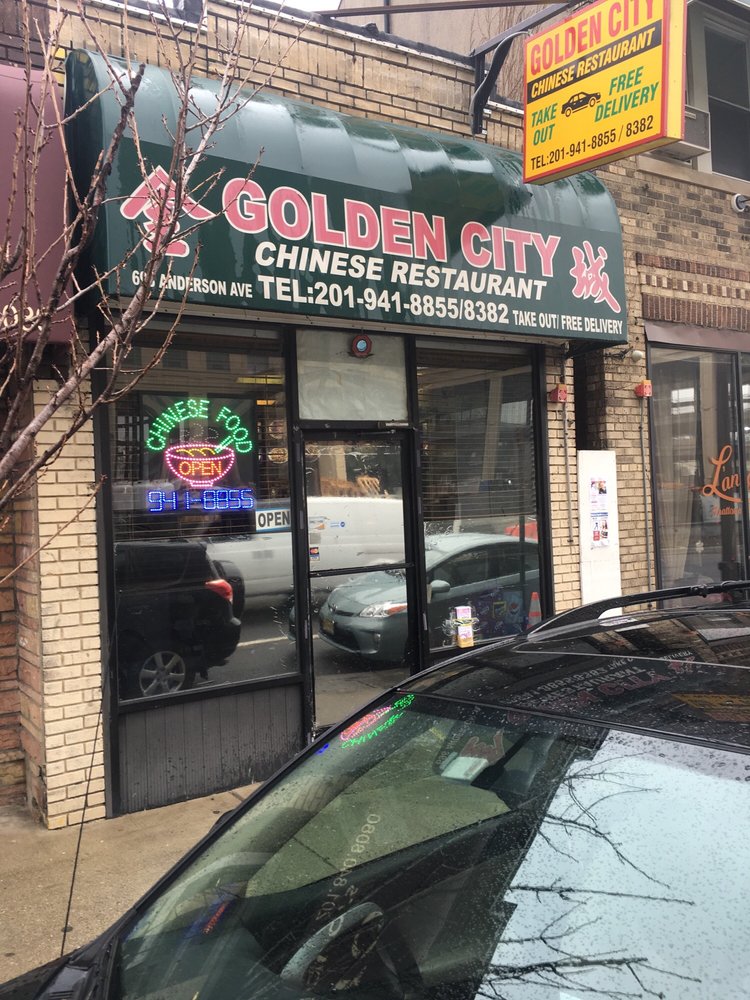 GOLDEN CITY
CHINESE RESTAURANT
TAKE OUT
FREE DELIVERY
TEL:201-941-8855 / 8382
金 GOLDEN CITY 城
CHINESE RESTAURANT
ANDERSON AVE TEL:201-941-8855/8382 TAKE OUT/ FREE DELIVERY
CHINESE FOOD
OPEN
941-8855
OPEN